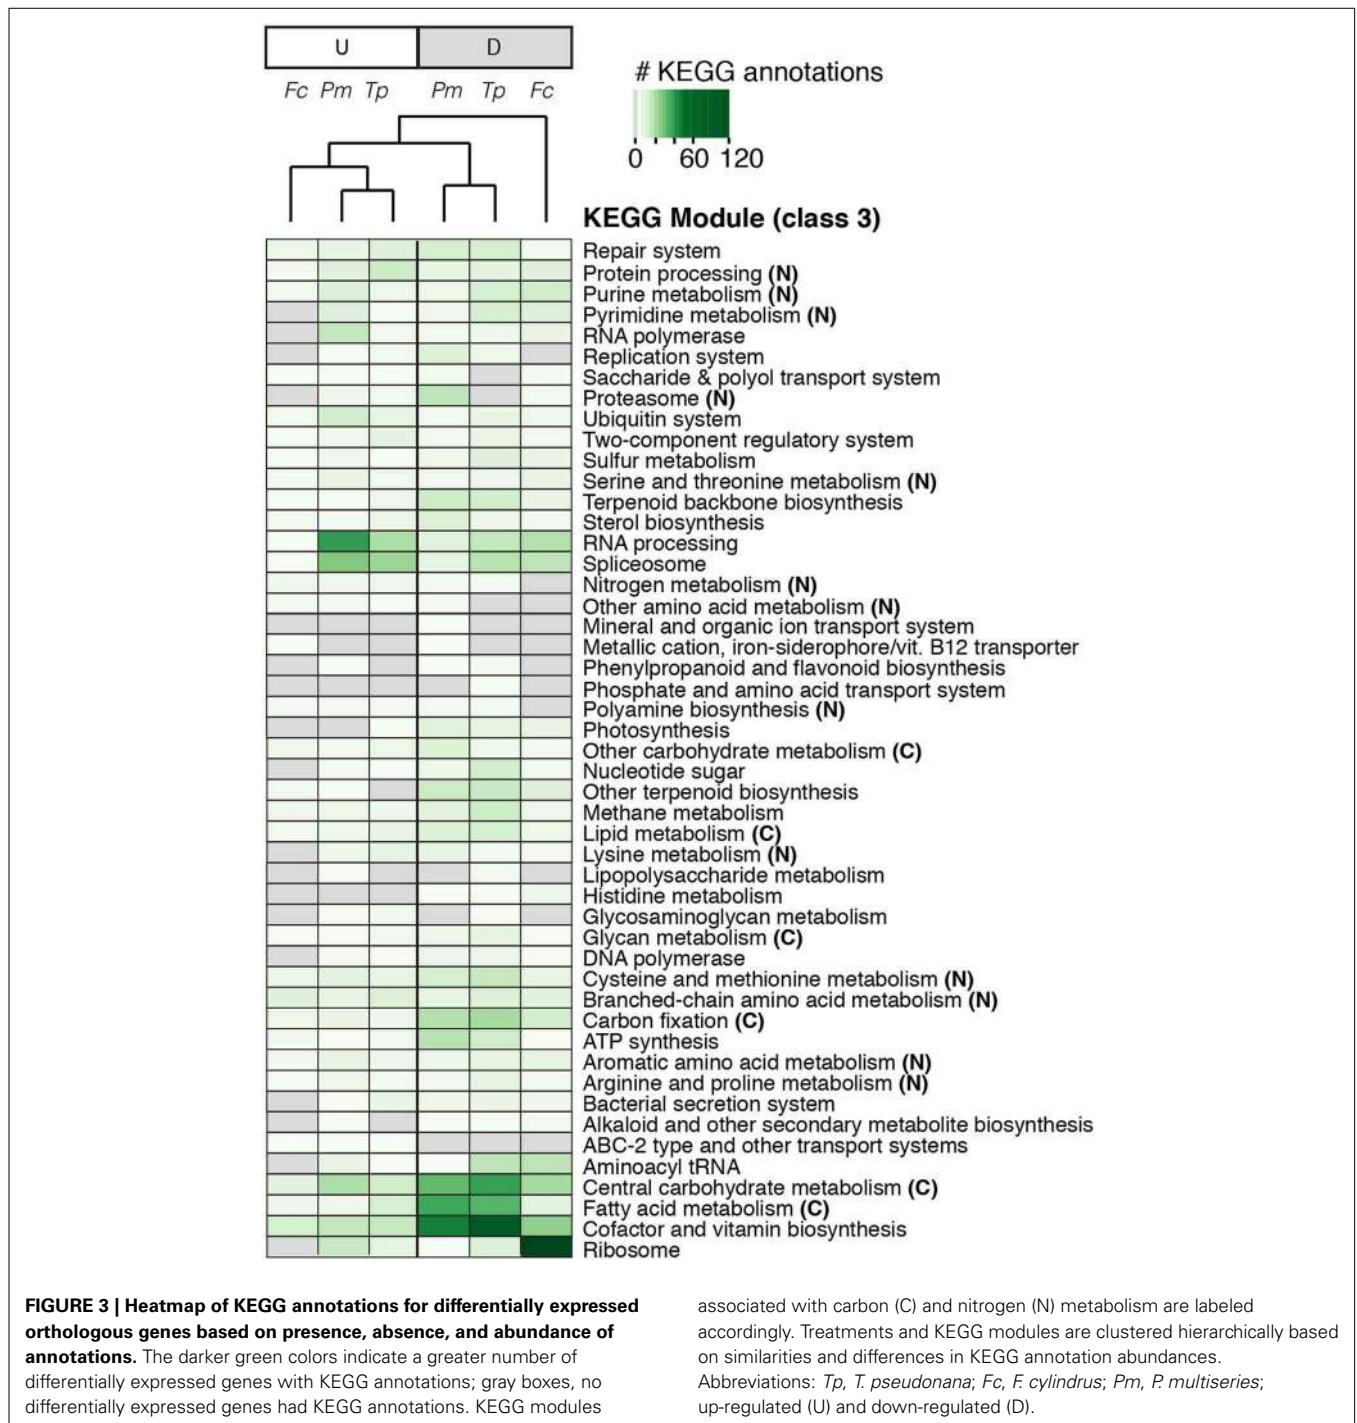 U D
Fc Pm Tp Pm Tp Fc
# KEGG annotations
0 60 120
KEGG Module (class 3)
Repair system
Protein processing (N)
Purine metabolism (N)
Pyrimidine metabolism (N)
RNA polymerase
Replication system
Saccharide & polyol transport system
Proteasome (N)
Ubiquitin system
Two-component regulatory system
Sulfur metabolism
Serine and threonine metabolism (N)
Terpenoid backbone biosynthesis
Sterol biosynthesis
RNA processing
Spliceosome
Nitrogen metabolism (N)
Other amino acid metabolism (N)
Mineral and organic ion transport system
Metallic cation, iron-siderophore/vit. B12 transporter
Phenylpropanoid and flavonoid biosynthesis
Phosphate and amino acid transport system
Polyamine biosynthesis (N)
Photosynthesis
Other carbohydrate metabolism (C)
Nucleotide sugar
Other terpenoid biosynthesis
Methane metabolism
Lipid metabolism (C)
Lysine metabolism (N)
Lipopolysaccharide metabolism
Histidine metabolism
Glycosaminoglycan metabolism
Glycan metabolism (C)
DNA polymerase
Cysteine and methionine metabolism (N)
Branched-chain amino acid metabolism (N)
Carbon fixation (C)
ATP synthesis
Aromatic amino acid metabolism (N)
Arginine and proline metabolism (N)
Bacterial secretion system
Alkaloid and other secondary metabolite biosynthesis
ABC-2 type and other transport systems
Aminoacyl tRNA
Central carbohydrate metabolism (C)
Fatty acid metabolism (C)
Cofactor and vitamin biosynthesis
Ribosome
FIGURE 3 | Heatmap of KEGG annotations for differentially expressed
orthologous genes based on presence, absence, and abundance of
annotations. The darker green colors indicate a greater number of
differentially expressed genes with KEGG annotations; gray boxes, no
differentially expressed genes had KEGG annotations. KEGG modules
associated with carbon (C) and nitrogen (N) metabolism are labeled
accordingly. Treatments and KEGG modules are clustered hierarchically based
on similarities and differences in KEGG annotation abundances.
Abbreviations: Tp, T. pseudonana; Fc, F. cylindrus; Pm, P. multiseries;
up-regulated (U) and down-regulated (D).